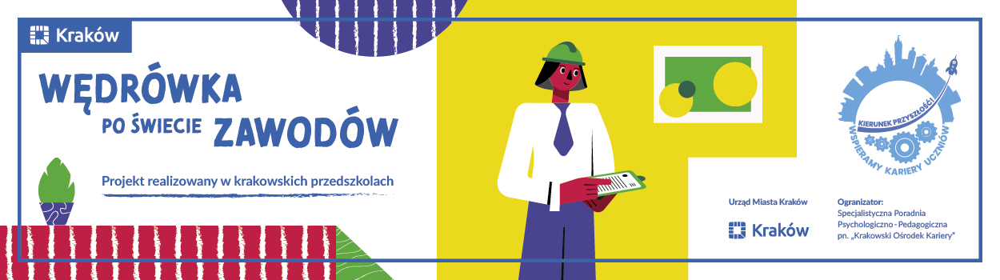 Kraków
WĘDRÓWKA
PO ŚWIECIE ZAWODÓW
Projekt realizowany w krakowskich przedszkolach
KIERUNEK PRZYSZŁOŚĆ!
WSPIERAMY KARIERY UCZNIÓW
Urząd Miasta Kraków
Kraków
Ogranizator:
Specjalistyczna Poradnia
Psychologiczno - Pedagogiczna
pn. „Krakowski Ośrodek Kariery"